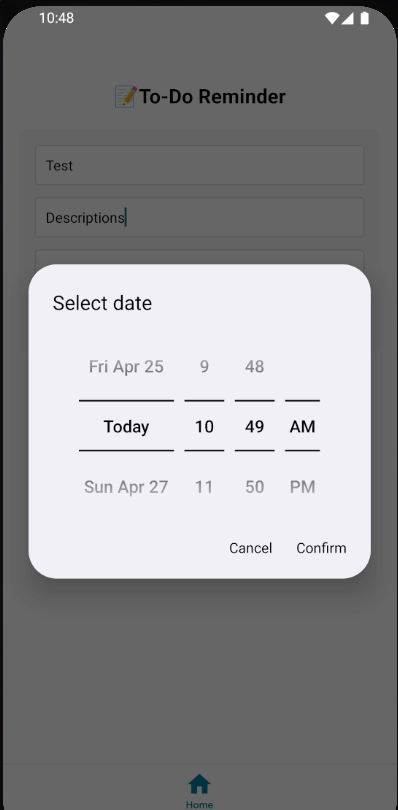 10:48
📝To-Do Reminder
Test
Descriptions
Select date
Fri Apr 25 9 48
Today 10 49 AM
Sun Apr 27 11 50 PM
Cancel Confirm
Home